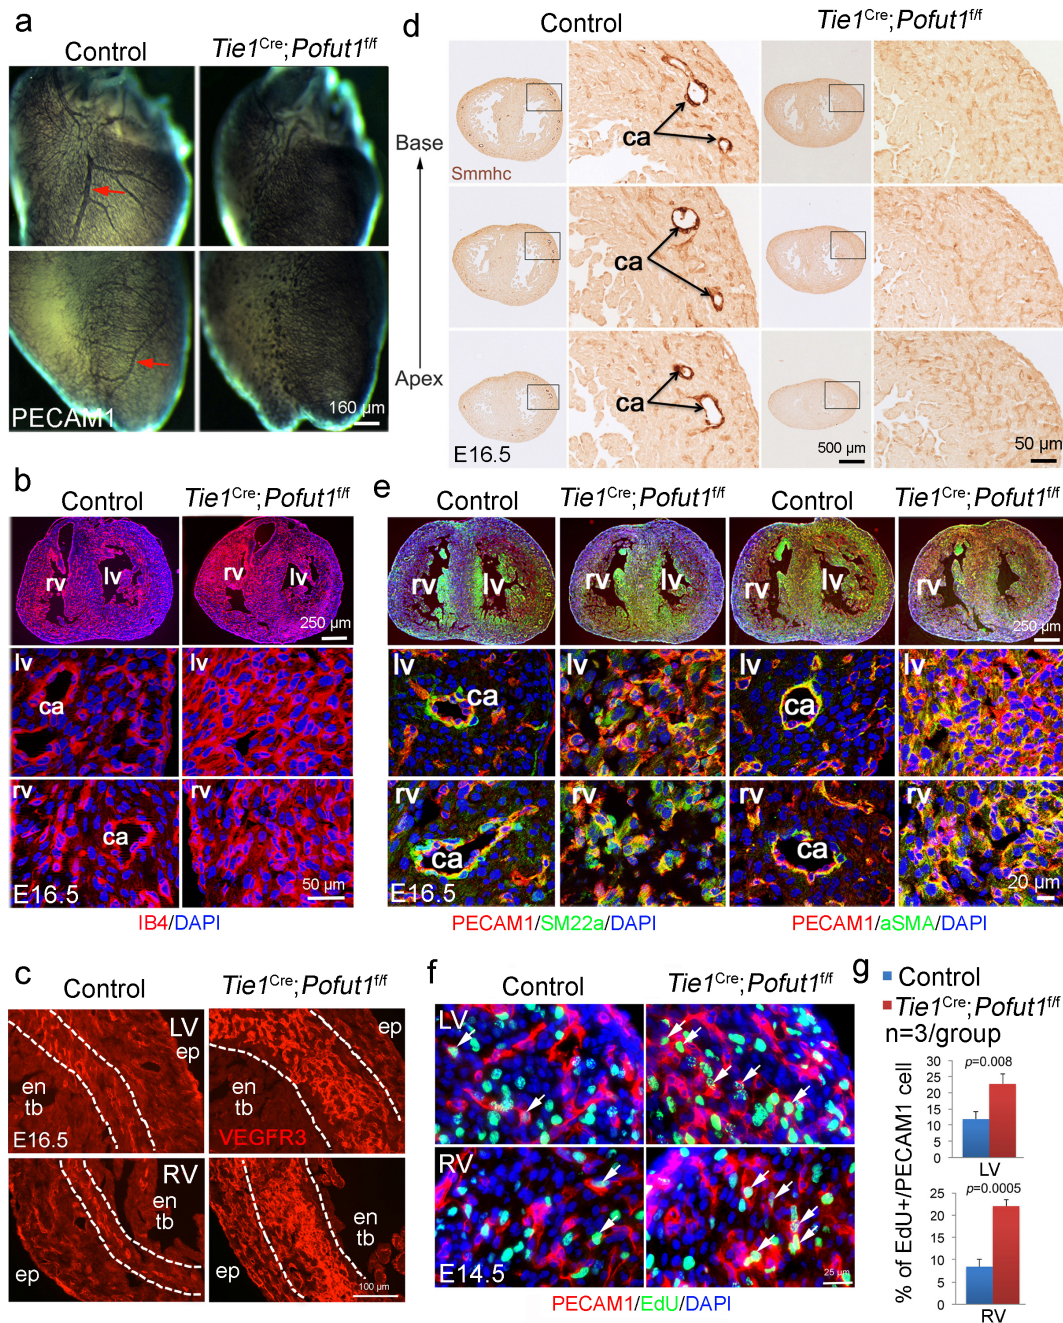 a
Control
Tie1Cre;Pofut1f/f
PECAM1
160 µm
d
Control
Tie1Cre;Pofut1f/f
Base
Apex
Smmhc
ca
ca
ca
E16.5
500 µm
50 µm
b
Control
Tie1Cre;Pofut1f/f
rv
lv
rv
lv
250 µm
lv
ca
lv
rv
ca
rv
E16.5
50 µm
IB4/DAPI
e
Control
Tie1Cre;Pofut1f/f
Control
Tie1Cre;Pofut1f/f
rv
lv
rv
lv
rv
lv
rv
lv
250 µm
lv
ca
lv
lv
ca
lv
rv
ca
rv
rv
ca
rv
E16.5
20 µm
PECAM1/SM22a/DAPI
PECAM1/aSMA/DAPI
c
Control
Tie1Cre;Pofut1f/f
LV
ep
en
tb
E16.5
ep
en
tb
VEGFR3
RV
en
tb
ep
en
tb
ep
100 µm
f
Control
Tie1Cre;Pofut1f/f
LV
RV
E14.5
25 µm
PECAM1/EdU/DAPI
g
Control
Tie1Cre;Pofut1f/f
n=3/group
% of EdU+/PECAM1 cell
30
25
20
15
10
5
0
p=0.008
LV
25
20
15
10
5
0
p=0.0005
RV